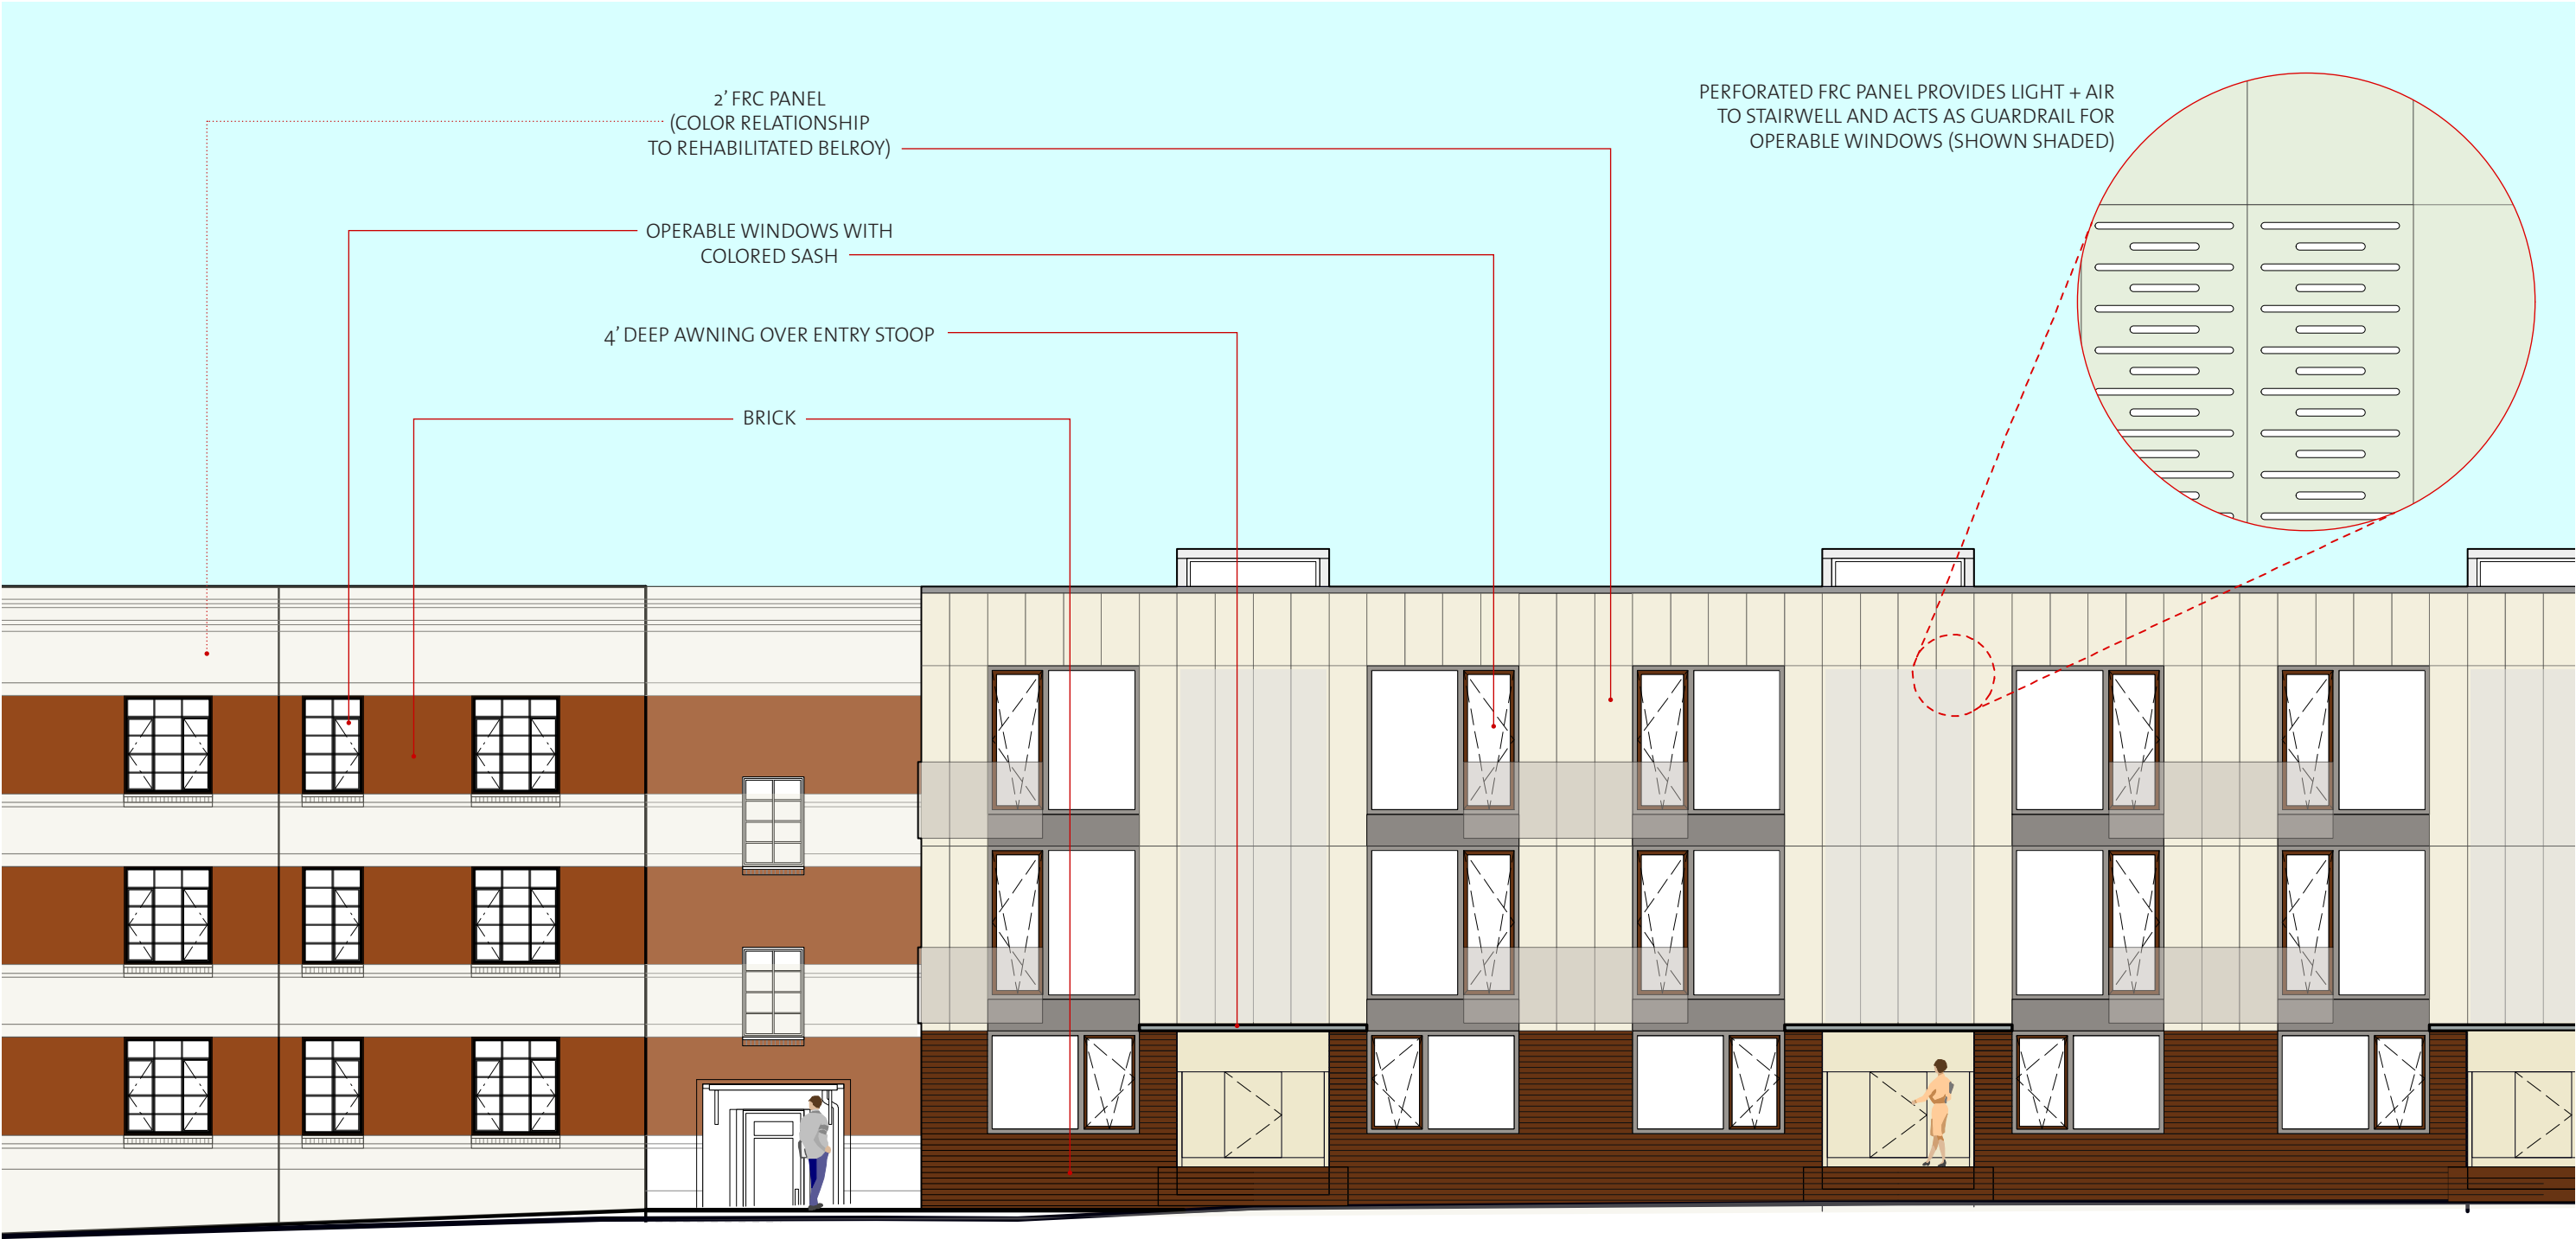 2’ FRC PANEL
(COLOR RELATIONSHIP
TO REHABILITATED BELROY)
OPERABLE WINDOWS WITH
COLORED SASH
4’ DEEP AWNING OVER ENTRY STOOP
BRICK
PERFORATED FRC PANEL PROVIDES LIGHT + AIR
TO STAIRWELL AND ACTS AS GUARDRAIL FOR
OPERABLE WINDOWS (SHOWN SHADED)